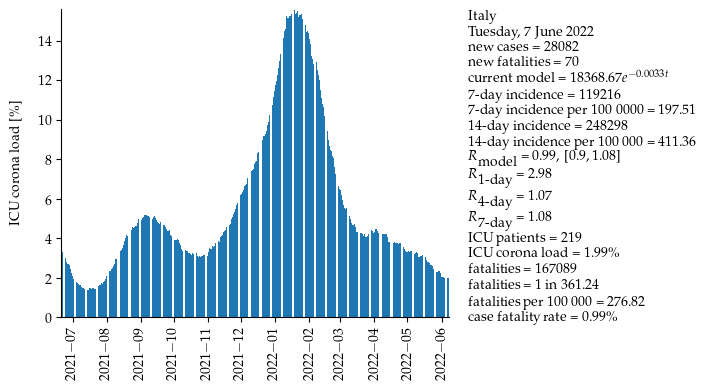 Italy
Tuesday, 7 June 2022
new cases = 28082
new fatalities = 70
current model = 18368.67e^{−0.0033t}
7-day incidence = 119216
7-day incidence per 100 0000 = 197.51
14-day incidence = 248298
14-day incidence per 100 000 = 411.36
R_model = 0.99, [0.9, 1.08]
R_1-day = 2.98
R_4-day = 1.07
R_7-day = 1.08
ICU patients = 219
ICU corona load = 1.99%
fatalities = 167089
fatalities = 1 in 361.24
fatalities per 100 000 = 276.82
case fatality rate = 0.99%
ICU corona load [%]
14
12
10
8
6
4
2
0
2021−07
2021−08
2021−09
2021−10
2021−11
2021−12
2022−01
2022−02
2022−03
2022−04
2022−05
2022−06